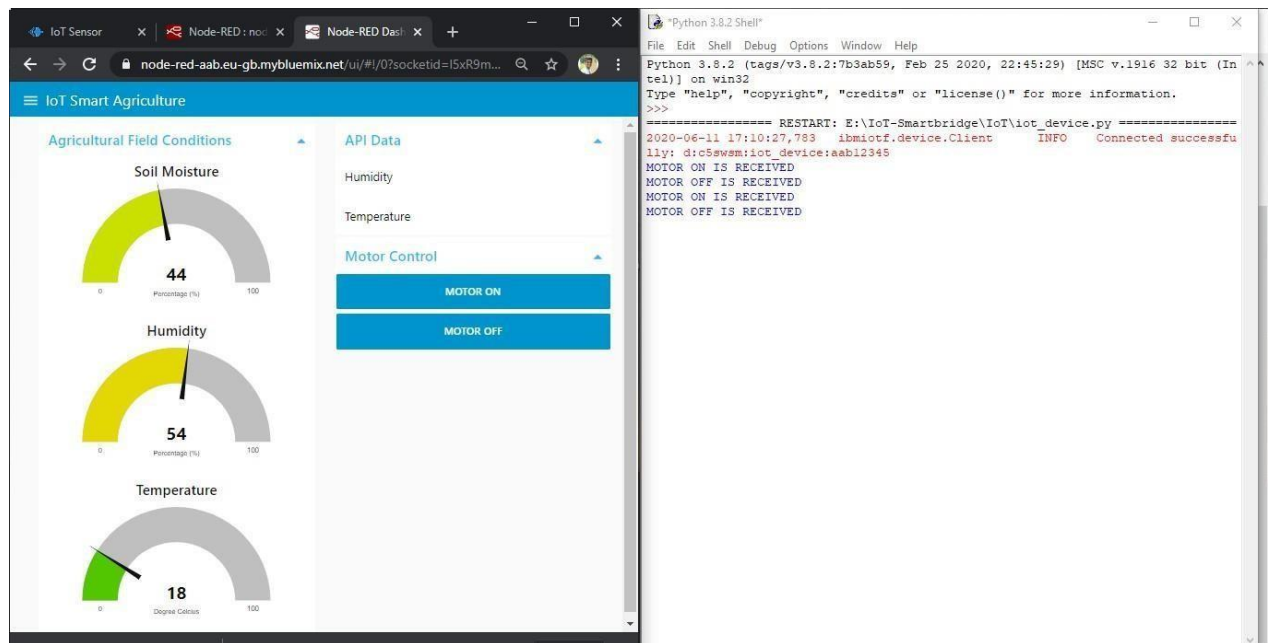 IoT Sensor
Node-RED : noc
Node-RED Dash
node-red-aab.eu-gb.mybluemix.net/ui/#!/0?socketid=I5xR9m...
IoT Smart Agriculture
Agricultural Field Conditions
Soil Moisture
44
0
Percentage (%)
100
Humidity
54
0
Percentage (%)
100
Temperature
18
0
Degree Celcius
100
API Data
Humidity
Temperature
Motor Control
MOTOR ON
MOTOR OFF
*Python 3.8.2 Shell*
File Edit Shell Debug Options Window Help
Python 3.8.2 (tags/v3.8.2:7b3ab59, Feb 25 2020, 22:45:29) [MSC v.1916 32 bit (In
tel)] on win32
Type "help", "copyright", "credits" or "license()" for more information.
>>>
================= RESTART: E:\IoT-Smartbridge\IoT\iot_device.py ================
2020-06-11 17:10:27,783 ibmiotf.device.Client INFO Connected successfu
lly: d:c5swsm:iot_device:aab12345
MOTOR ON IS RECEIVED
MOTOR OFF IS RECEIVED
MOTOR ON IS RECEIVED
MOTOR OFF IS RECEIVED